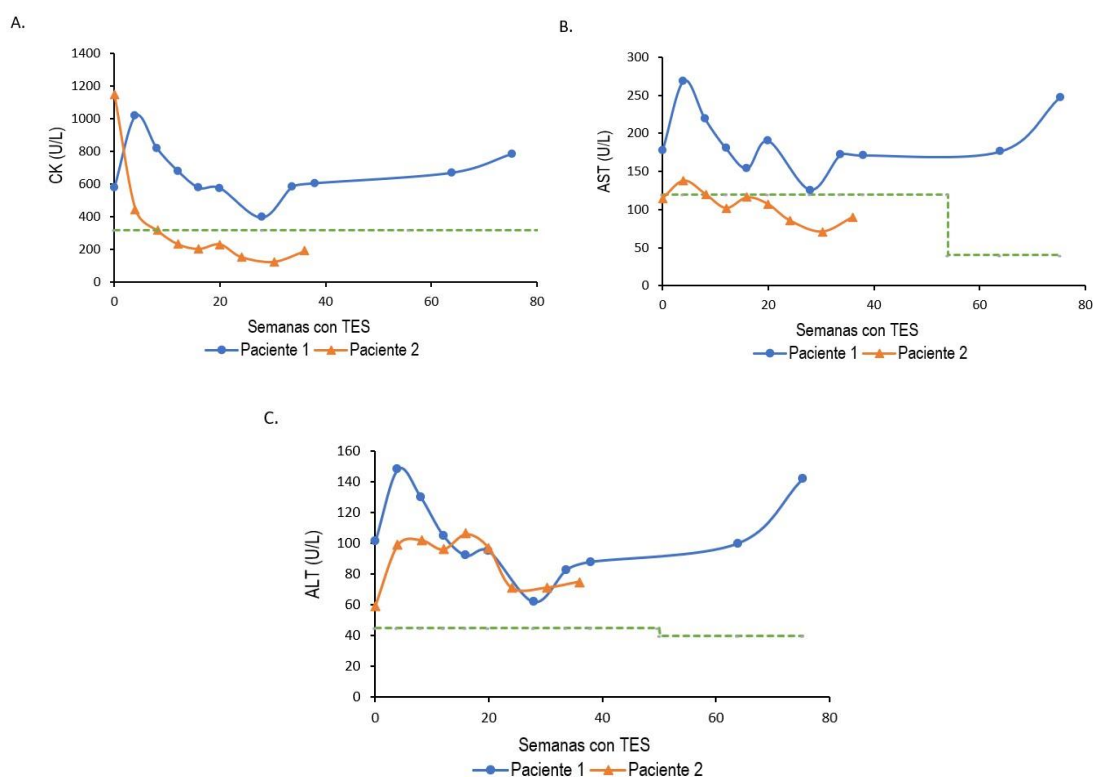 A.
1400
1200
1000
800
600
400
200
0
CK (U/L)
0 20 40 60 80
Semanas con TES
Paciente 1 Paciente 2
B.
300
250
200
150
100
50
0
AST (U/L)
0 20 40 60 80
Semanas con TES
Paciente 1 Paciente 2
C.
160
140
120
100
80
60
40
20
0
ALT (U/L)
0 20 40 60 80
Semanas con TES
Paciente 1 Paciente 2